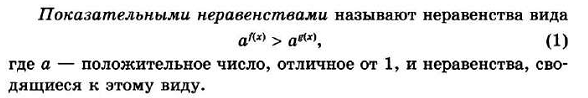 Показательными неравенствами называют неравенства вида
a^{f(x)} > a^{g(x)}, (1)
где a — положительное число, отличное от 1, и неравенства, сво-
дящиеся к этому виду.